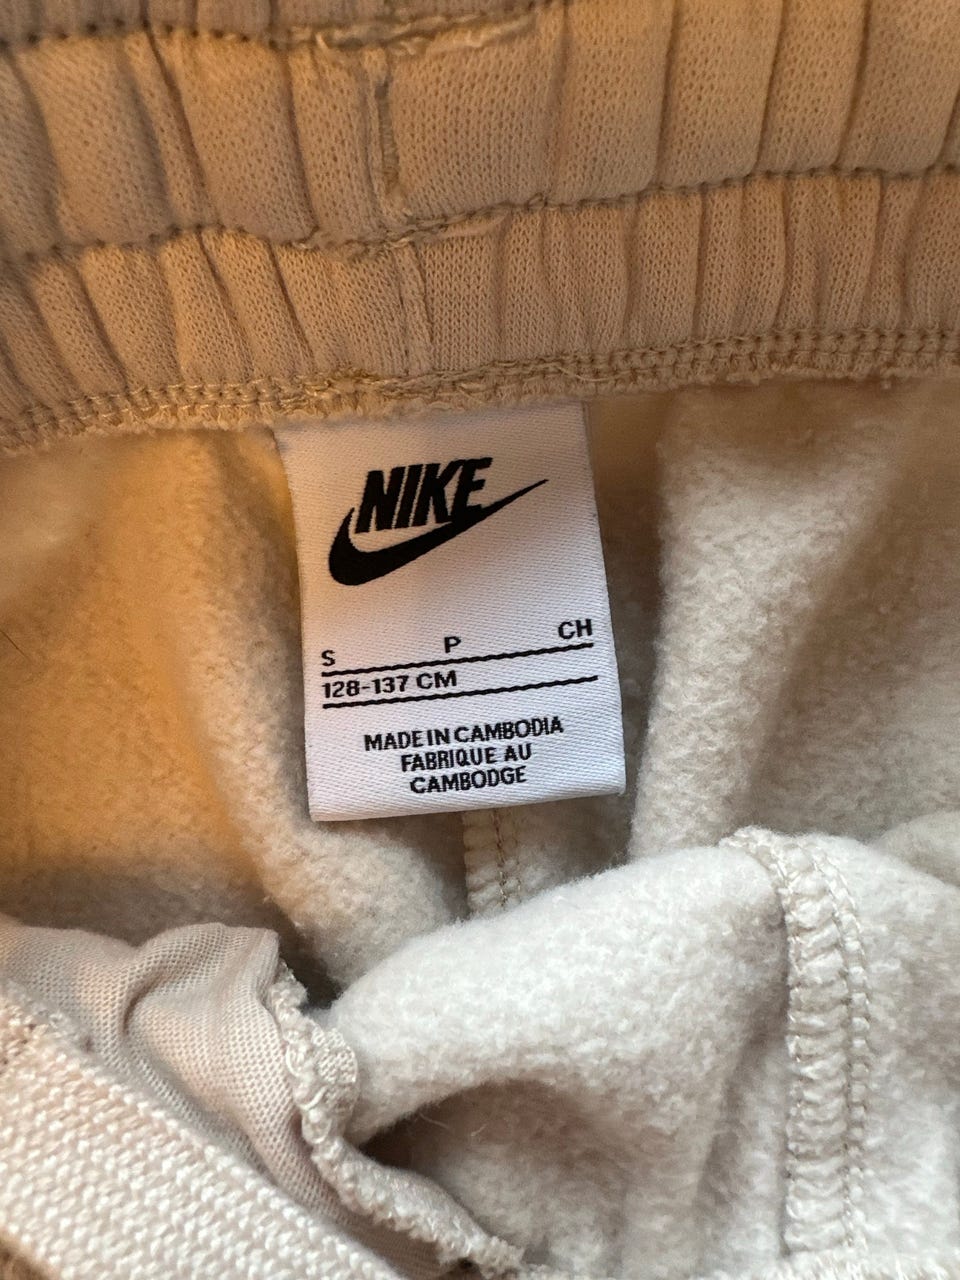 NIKE
S P CH
128-137 CM
MADE IN CAMBODIA
FABRIQUE AU
CAMBODGE